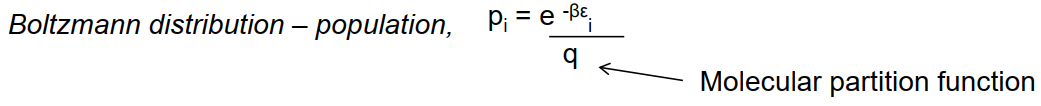 Boltzmann distribution – population, pᵢ = e ^-βεᵢ
q
Molecular partition function